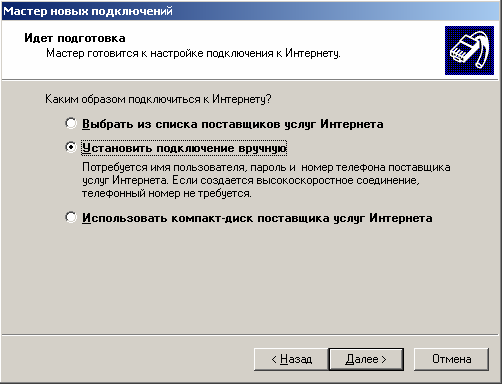 Мастер новых подключений
Идет подготовка
Мастер готовится к настройке подключения к Интернету.
Каким образом подключиться к Интернету?
Выбрать из списка поставщиков услуг Интернета
Установить подключение вручную
Потребуется имя пользователя, пароль и номер телефона поставщика
услуг Интернета. Если создается высокоскоростное соединение,
телефонный номер не требуется.
Использовать компакт-диск поставщика услуг Интернета
< Назад Далее > Отмена